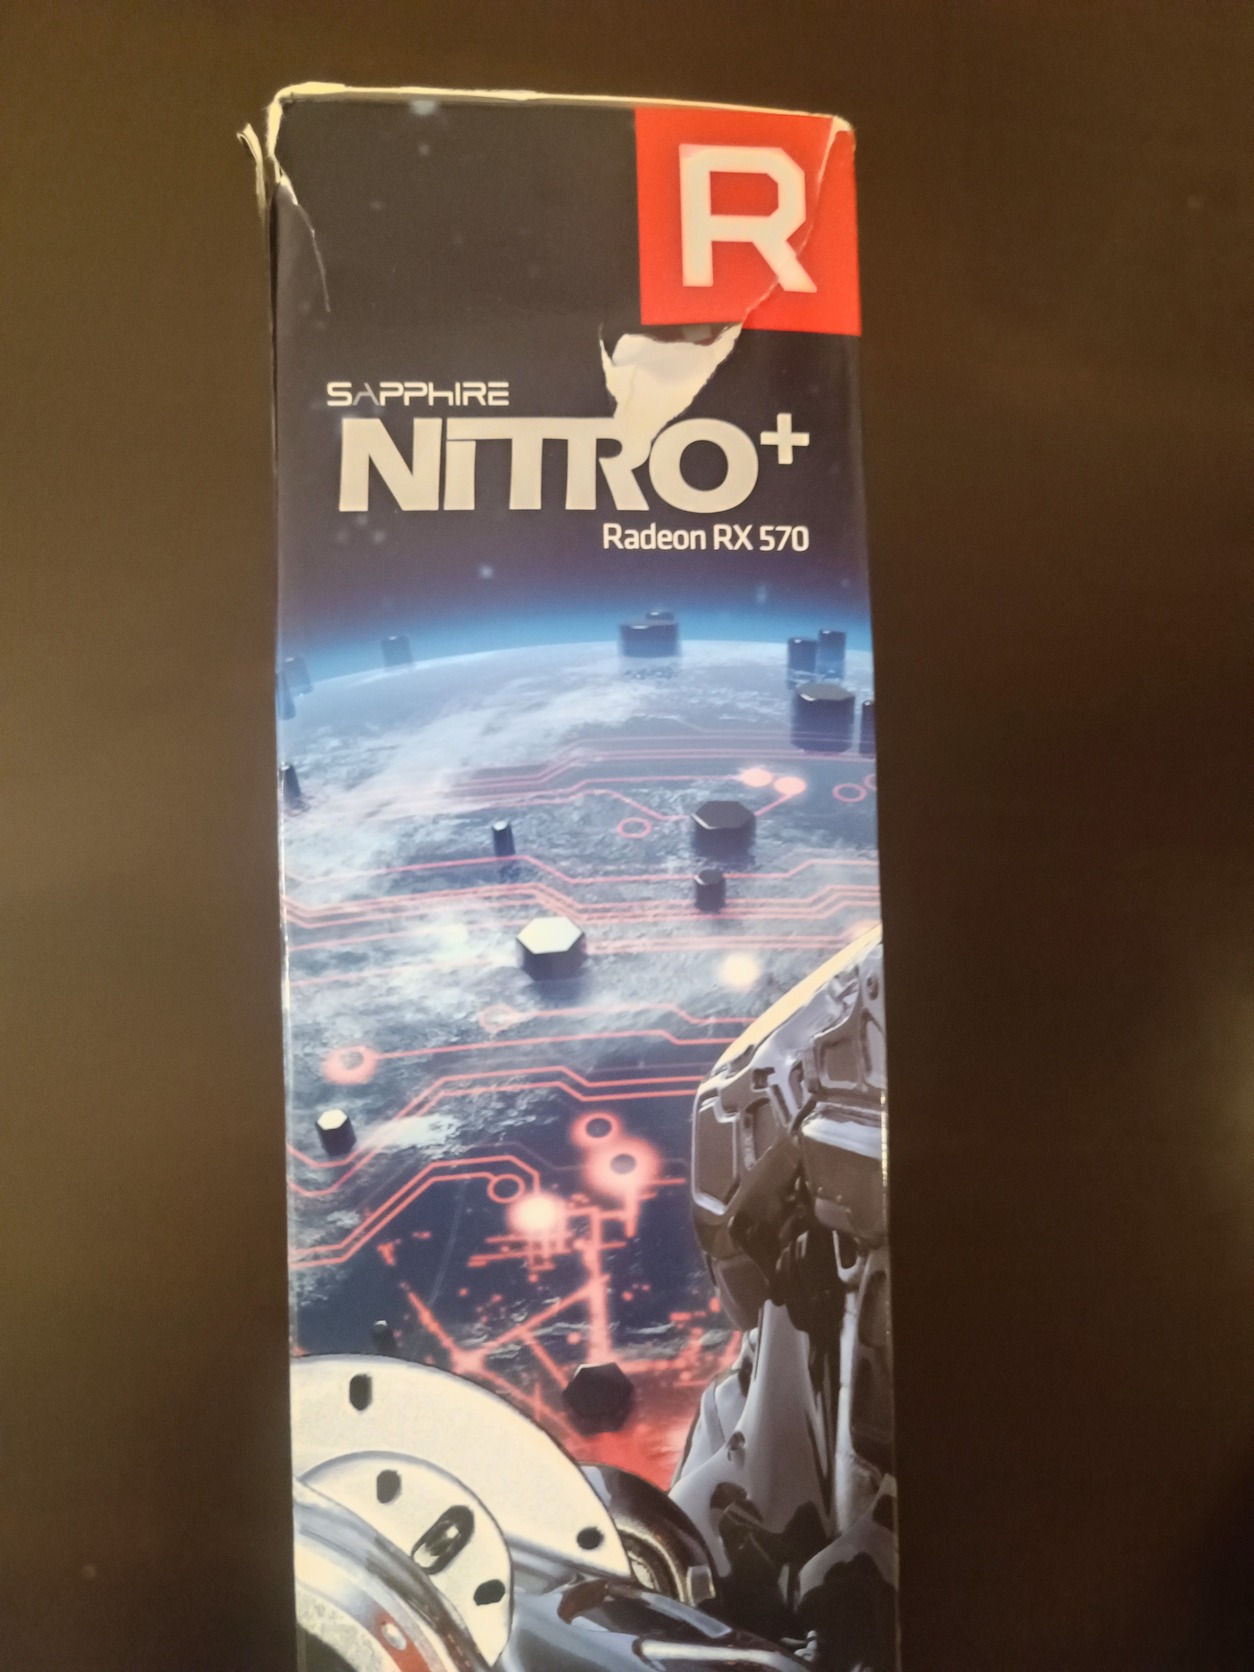 R
SAPPHIRE
NITRO+
Radeon RX 570